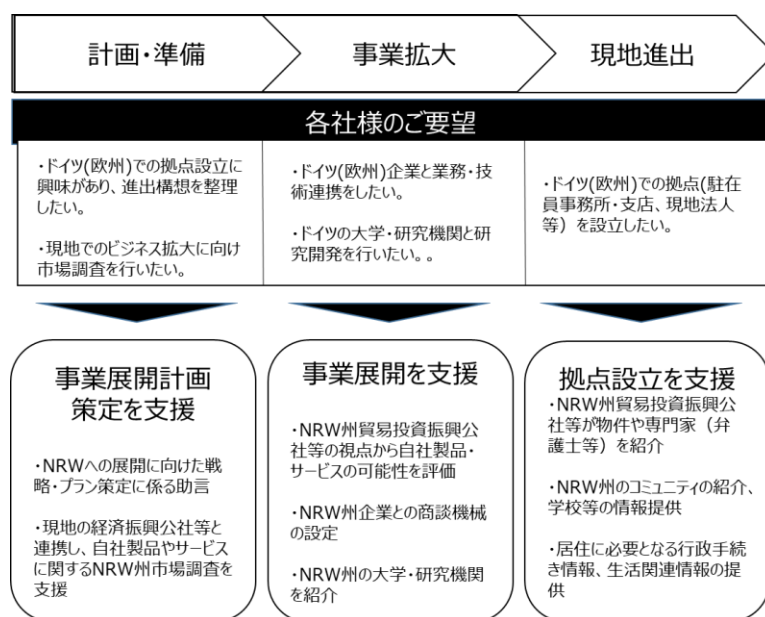 計画・準備
事業拡大
現地進出
各社様のご要望
・ドイツ(欧州)での拠点設立に
興味があり、進出構想を整理
したい。
・現地でのビジネス拡大に向け
市場調査を行いたい。
・ドイツ(欧州)企業と業務・技
術連携をしたい。
・ドイツの大学・研究機関と研
究開発を行いたい。。
・ドイツ(欧州)での拠点(駐在
員事務所・支店、現地法人
等）を設立したい。
事業展開計画
策定を支援
・NRWへの展開に向けた戦
略・プラン策定に係る助言
・現地の経済振興公社等と
連携し、自社製品やサービス
に関するNRW州市場調査を
支援
事業展開を支援
・NRW州貿易投資振興公
社等の視点から自社製品・
サービスの可能性を評価
・NRW州企業との商談機械
の設定
・NRW州の大学・研究機関
を紹介
拠点設立を支援
・NRW州貿易投資振興公
社等が物件や専門家（弁
護士等）を紹介
・NRW州のコミュニティの紹介、
学校等の情報提供
・居住に必要となる行政手続
き情報、生活関連情報の提
供